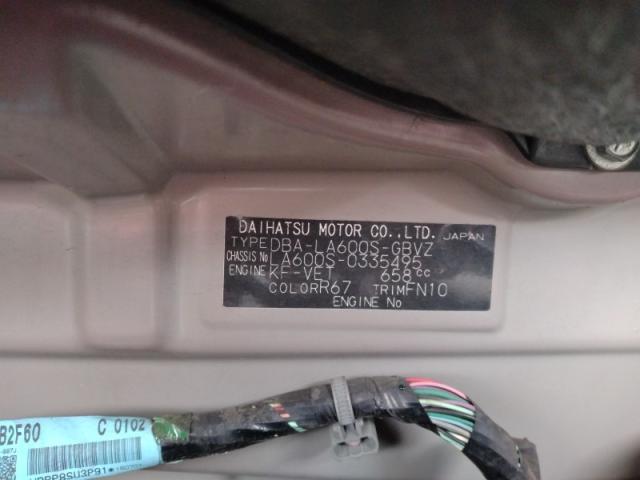 DAIHATSU MOTOR CO.,LTD. JAPAN
TYPE DBA-LA600S-GBVZ
CHASSIS No LA600S-0335495
ENGINE KF-VET 658cc
COLOR R67 TRIM FN10
ENGINE No
B2F60 C 0102